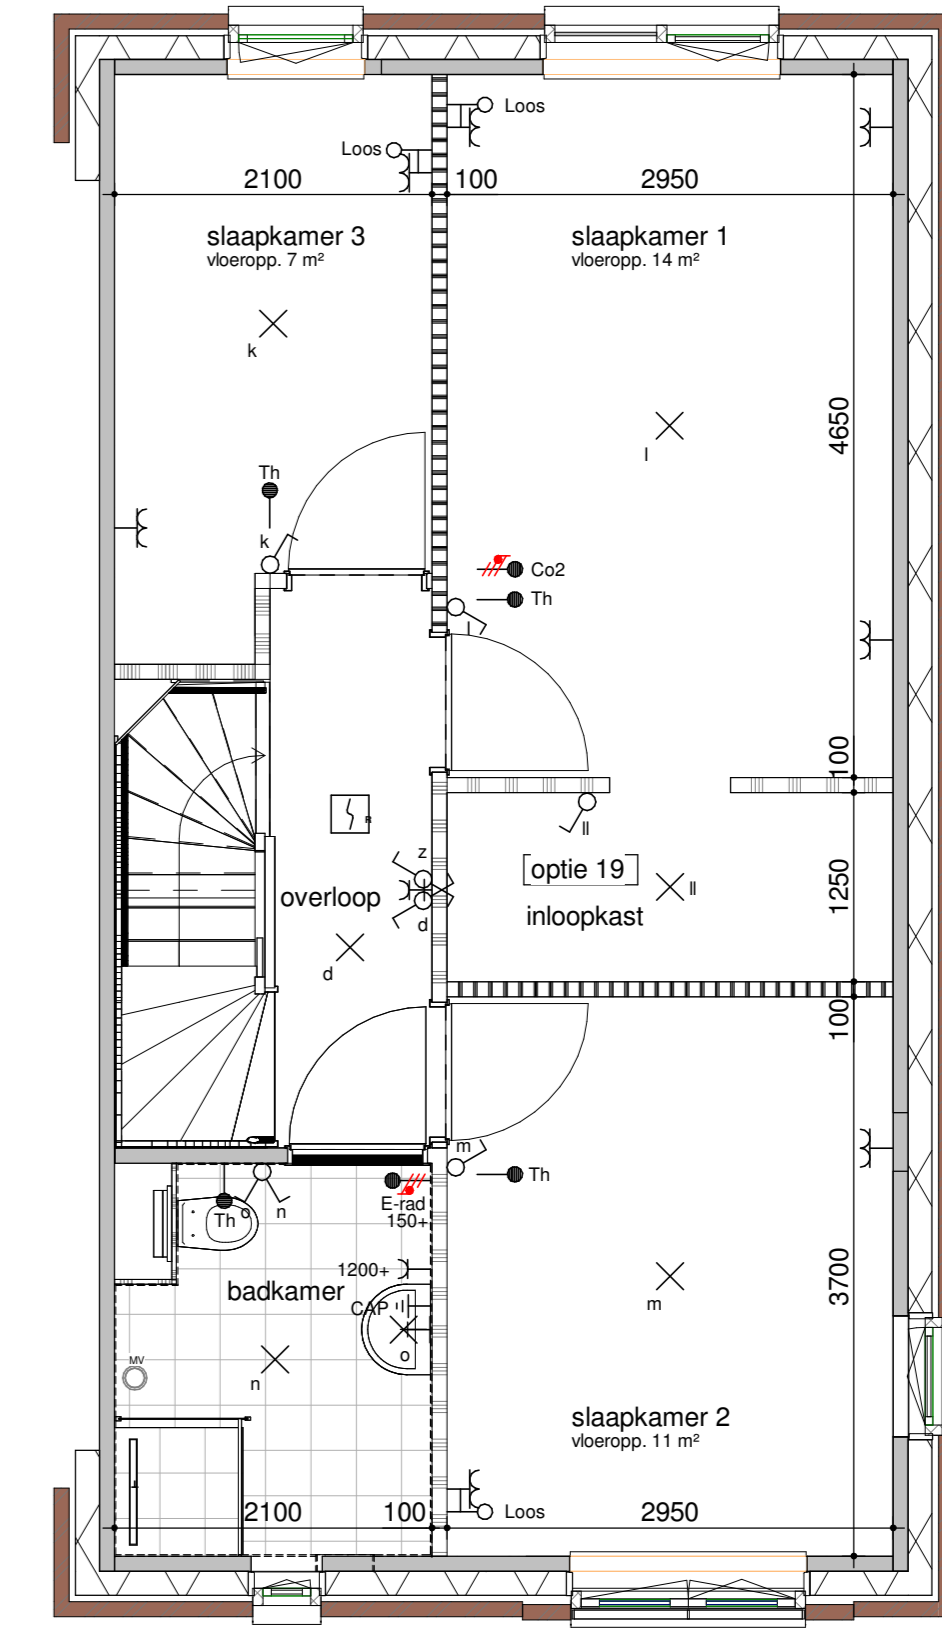 Loos
Loos
2100
100
2950
slaapkamer 3
vloeropp. 7 m²
slaapkamer 1
vloeropp. 14 m²
k
l
4650
Th
k
Co2
Th
l
100
ll
R
z
optie 19
ll
1250
overloop
inloopkast
d
d
100
m
Th
Th
o
n
E-rad
150+
1200+
badkamer
CAP
3700
m
o
MV
n
slaapkamer 2
vloeropp. 11 m²
Loos
2100
100
2950